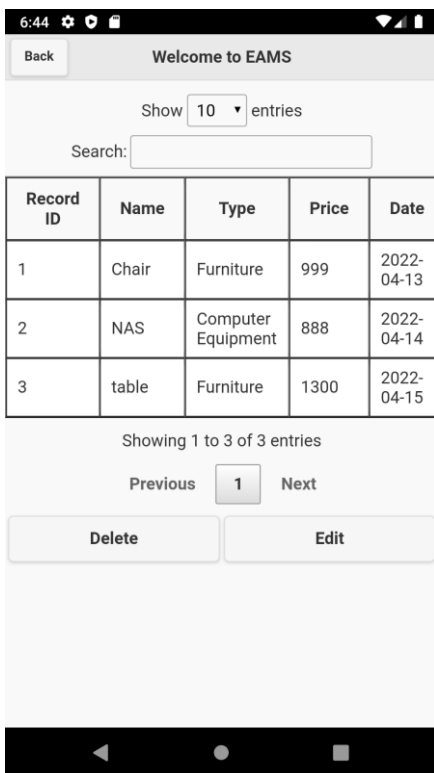 6:44
Back Welcome to EAMS
Show 10 entries
Search:
Record ID Name Type Price Date
1 Chair Furniture 999 2022-04-13
2 NAS Computer Equipment 888 2022-04-14
3 table Furniture 1300 2022-04-15
Showing 1 to 3 of 3 entries
Previous 1 Next
Delete Edit